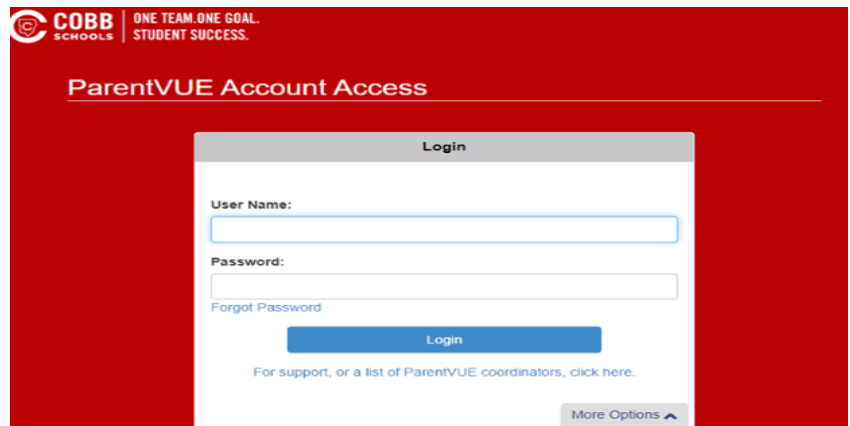 COBB SCHOOLS
ONE TEAM.ONE GOAL.
STUDENT SUCCESS.
ParentVUE Account Access
Login
User Name:
Password:
Forgot Password
Login
For support, or a list of ParentVUE coordinators, click here.
More Options